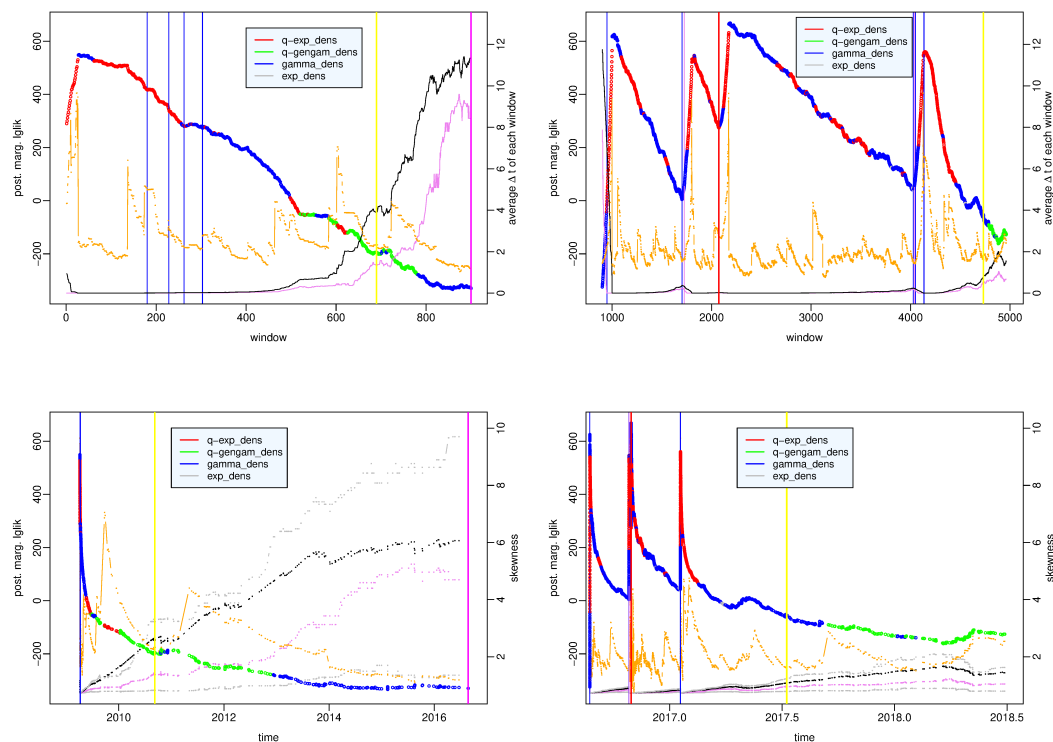 q-exp_dens
q-gengam_dens
gamma_dens
exp_dens
600
400
200
0
200
post. marg. lglik
0 200 400 600 800
window
12
10
8
6
4
2
0
average Δ t of each window
q-exp_dens
q-gengam_dens
gamma_dens
exp_dens
600
400
200
0
200
post. marg. lglik
1000 2000 3000 4000 5000
window
12
10
8
6
4
2
0
average Δ t of each window
q-exp_dens
q-gengam_dens
gamma_dens
exp_dens
600
400
200
0
200
post. marg. lglik
2010 2012 2014 2016
time
10
8
6
4
2
skewness
q-exp_dens
q-gengam_dens
gamma_dens
exp_dens
600
400
200
0
200
post. marg. lglik
2017.0 2017.5 2018.0 2018.5
time
10
8
6
4
2
skewness